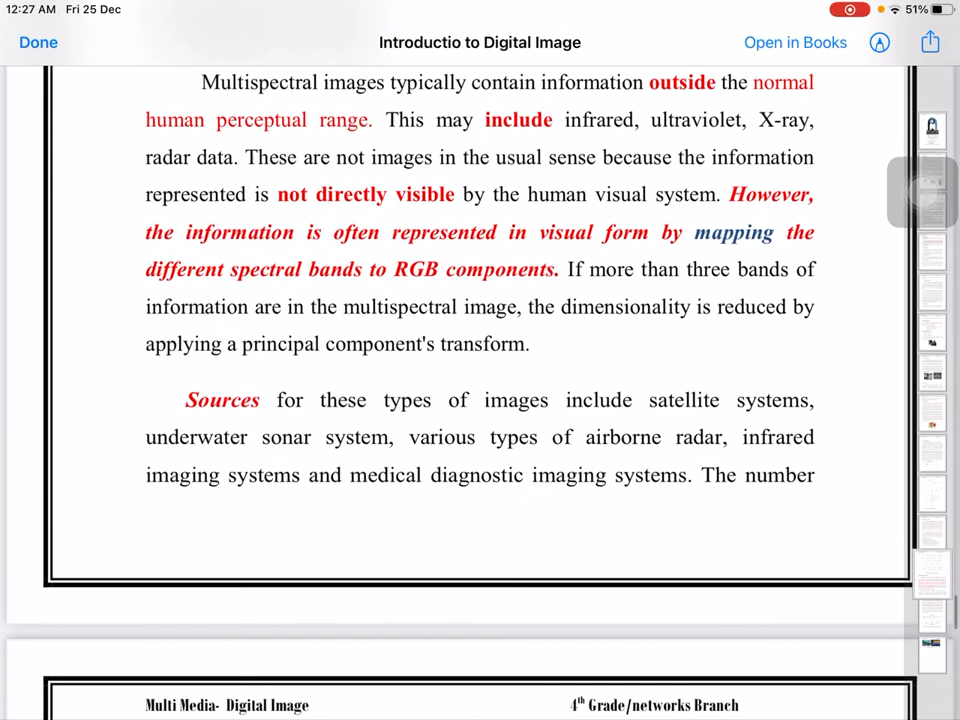 12:27 AM Fri 25 Dec
51%
Done
Introductio to Digital Image
Open in Books
Multispectral images typically contain information outside the normal
human perceptual range. This may include infrared, ultraviolet, X-ray,
radar data. These are not images in the usual sense because the information
represented is not directly visible by the human visual system. However,
the information is often represented in visual form by mapping the
different spectral bands to RGB components. If more than three bands of
information are in the multispectral image, the dimensionality is reduced by
applying a principal component's transform.
Sources for these types of images include satellite systems,
underwater sonar system, various types of airborne radar, infrared
imaging systems and medical diagnostic imaging systems. The number
Multi Media- Digital Image
4th Grade/networks Branch